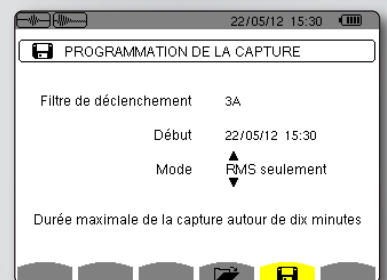 22/05/12 15:30
PROGRAMMATION DE LA CAPTURE
Filtre de déclenchement 3A
Début 22/05/12 15:30
Mode RMS seulement
Durée maximale de la capture autour de dix minutes